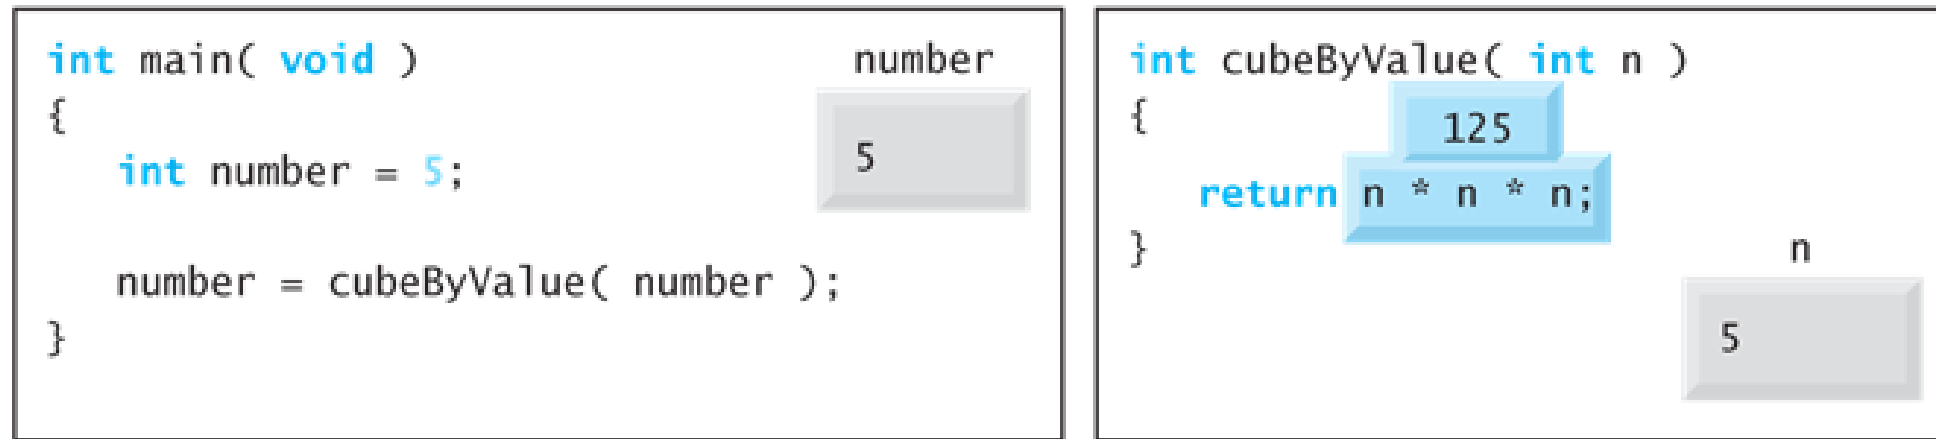 int main( void )
number
{
5
int number = 5;
number = cubeByValue( number );
}
int cubeByValue( int n )
{
125
return n * n * n;
}
n
5